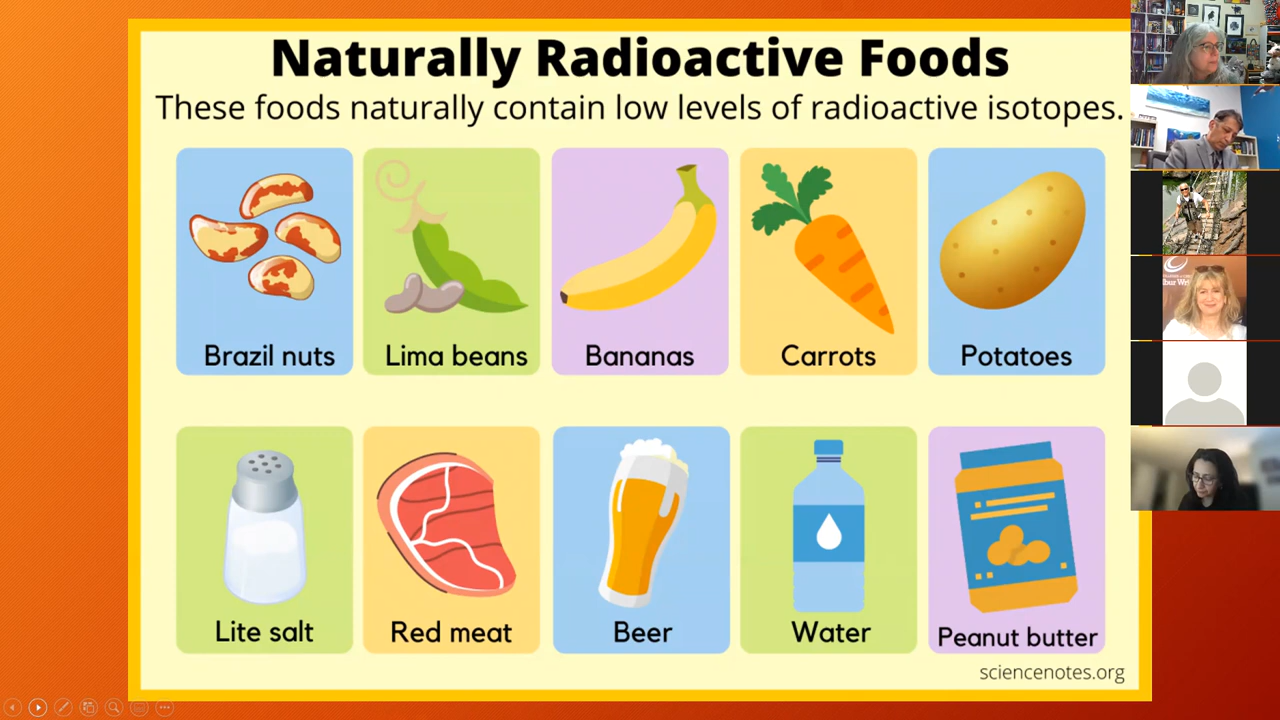 Naturally Radioactive Foods
These foods naturally contain low levels of radioactive isotopes.
Brazil nuts
Lima beans
Bananas
Carrots
Potatoes
Lite salt
Red meat
Beer
Water
Peanut butter
sciencenotes.org